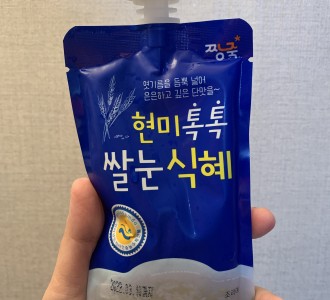 짱죽
엿기름을 듬뿍 넣어
은은하고 깊은 단맛을~
현미톡톡
쌀눈식혜